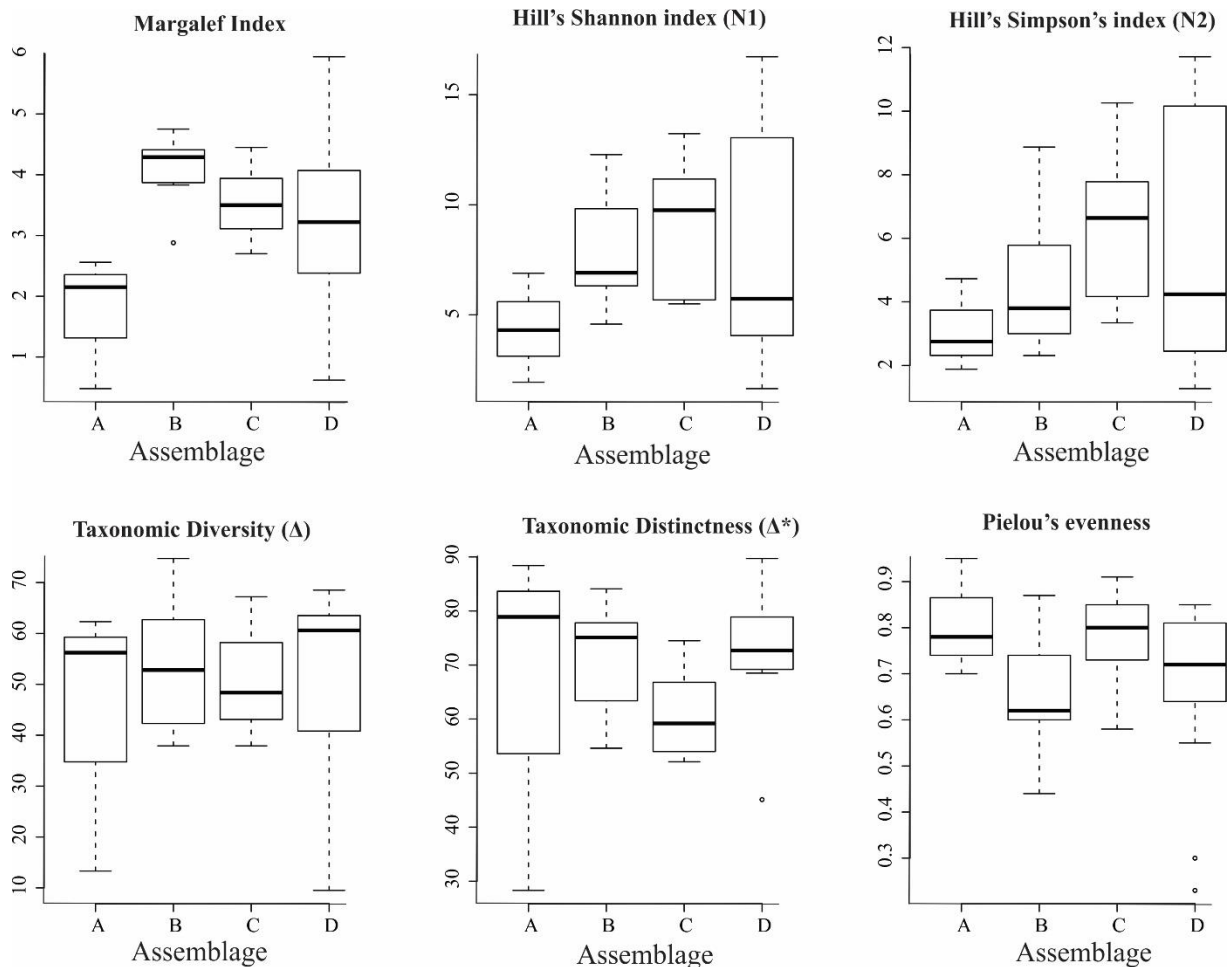 Margalef Index
6
5
4
3
2
1
A B C D
Assemblage
Hill's Shannon index (N1)
15
10
5
A B C D
Assemblage
Hill's Simpson's index (N2)
12
10
8
6
4
2
A B C D
Assemblage
Taxonomic Diversity (Δ)
70
60
50
40
30
20
10
A B C D
Assemblage
Taxonomic Distinctness (Δ*)
90
80
70
60
50
40
30
A B C D
Assemblage
Pielou's evenness
0.9
0.8
0.7
0.6
0.5
0.4
0.3
A B C D
Assemblage